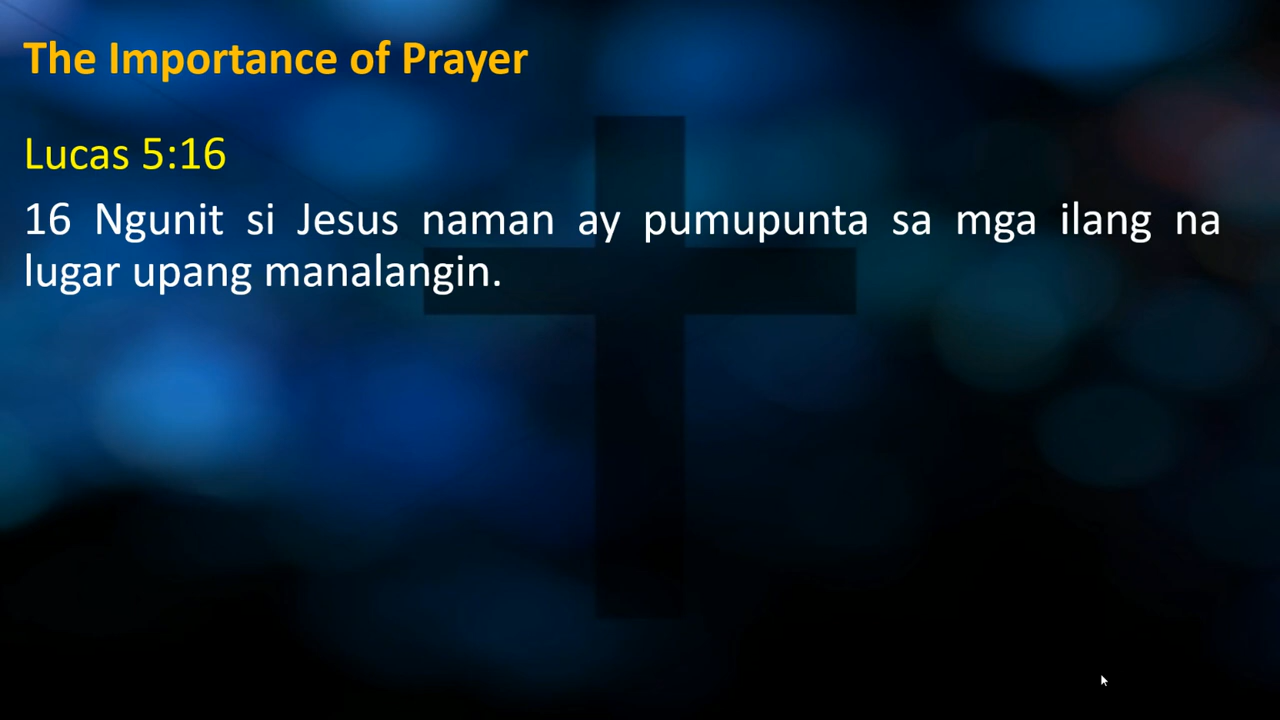 The Importance of Prayer
Lucas 5:16
16 Ngunit si Jesus naman ay pumupunta sa mga ilang na
lugar upang manalangin.